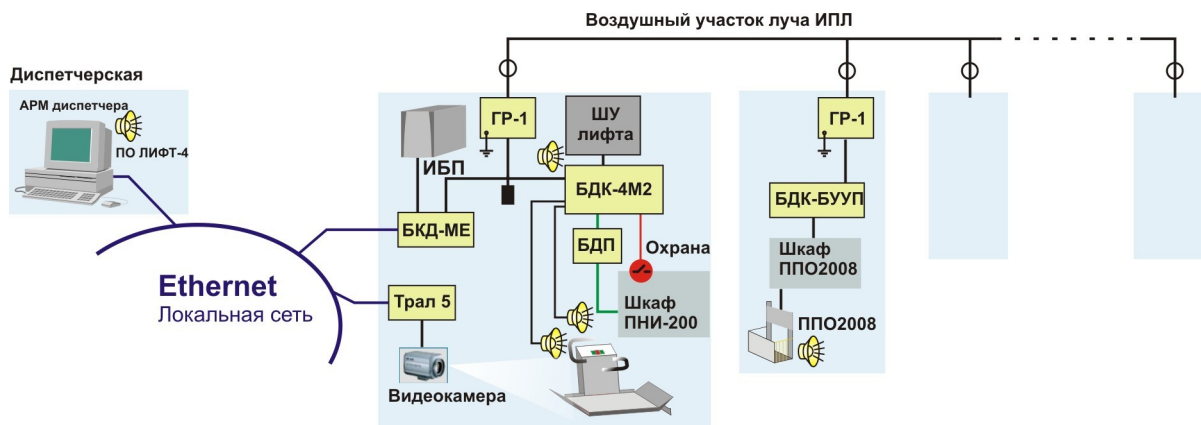 Воздушный участок луча ИПЛ
Диспетчерская
АРМ диспетчера
ПО ЛИФТ-4
ИБП
ГР-1
ШУ
лифта
БДК-4М2
БКД-МЕ
БДП
Охрана
Шкаф
ПНИ-200
Ethernet
Локальная сеть
Трал 5
Видеокамера
ГР-1
БДК-БУУП
Шкаф
ППО2008
ППО2008